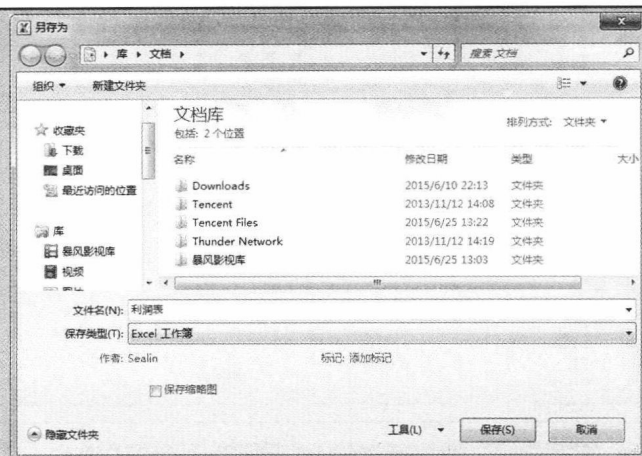 另存为
库 文档
搜索 文档
组织 新建文件夹
文档库
包括: 2 个位置
排列方式: 文件夹
收藏夹
下载
桌面
最近访问的位置
库
暴风影视库
视频
名称 修改日期 类型 大小
Downloads 2015/6/10 22:13 文件夹
Tencent 2013/11/12 14:08 文件夹
Tencent Files 2015/6/25 13:22 文件夹
Thunder Network 2013/11/12 14:19 文件夹
暴风影视库 2015/6/25 13:03 文件夹
文件名(N): 利润表
保存类型(T): Excel 工作簿
作者: Sealin 标记: 添加标记
保存缩略图
隐藏文件夹
工具(L) 保存(S) 取消